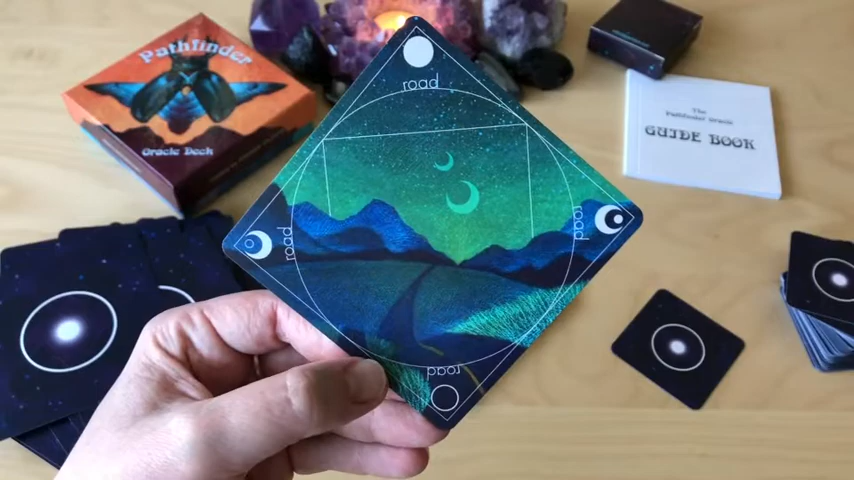 Pathfinder
Oracle Deck
road
road
road
road
The
Pathfinder Oracle
GUIDE BOOK